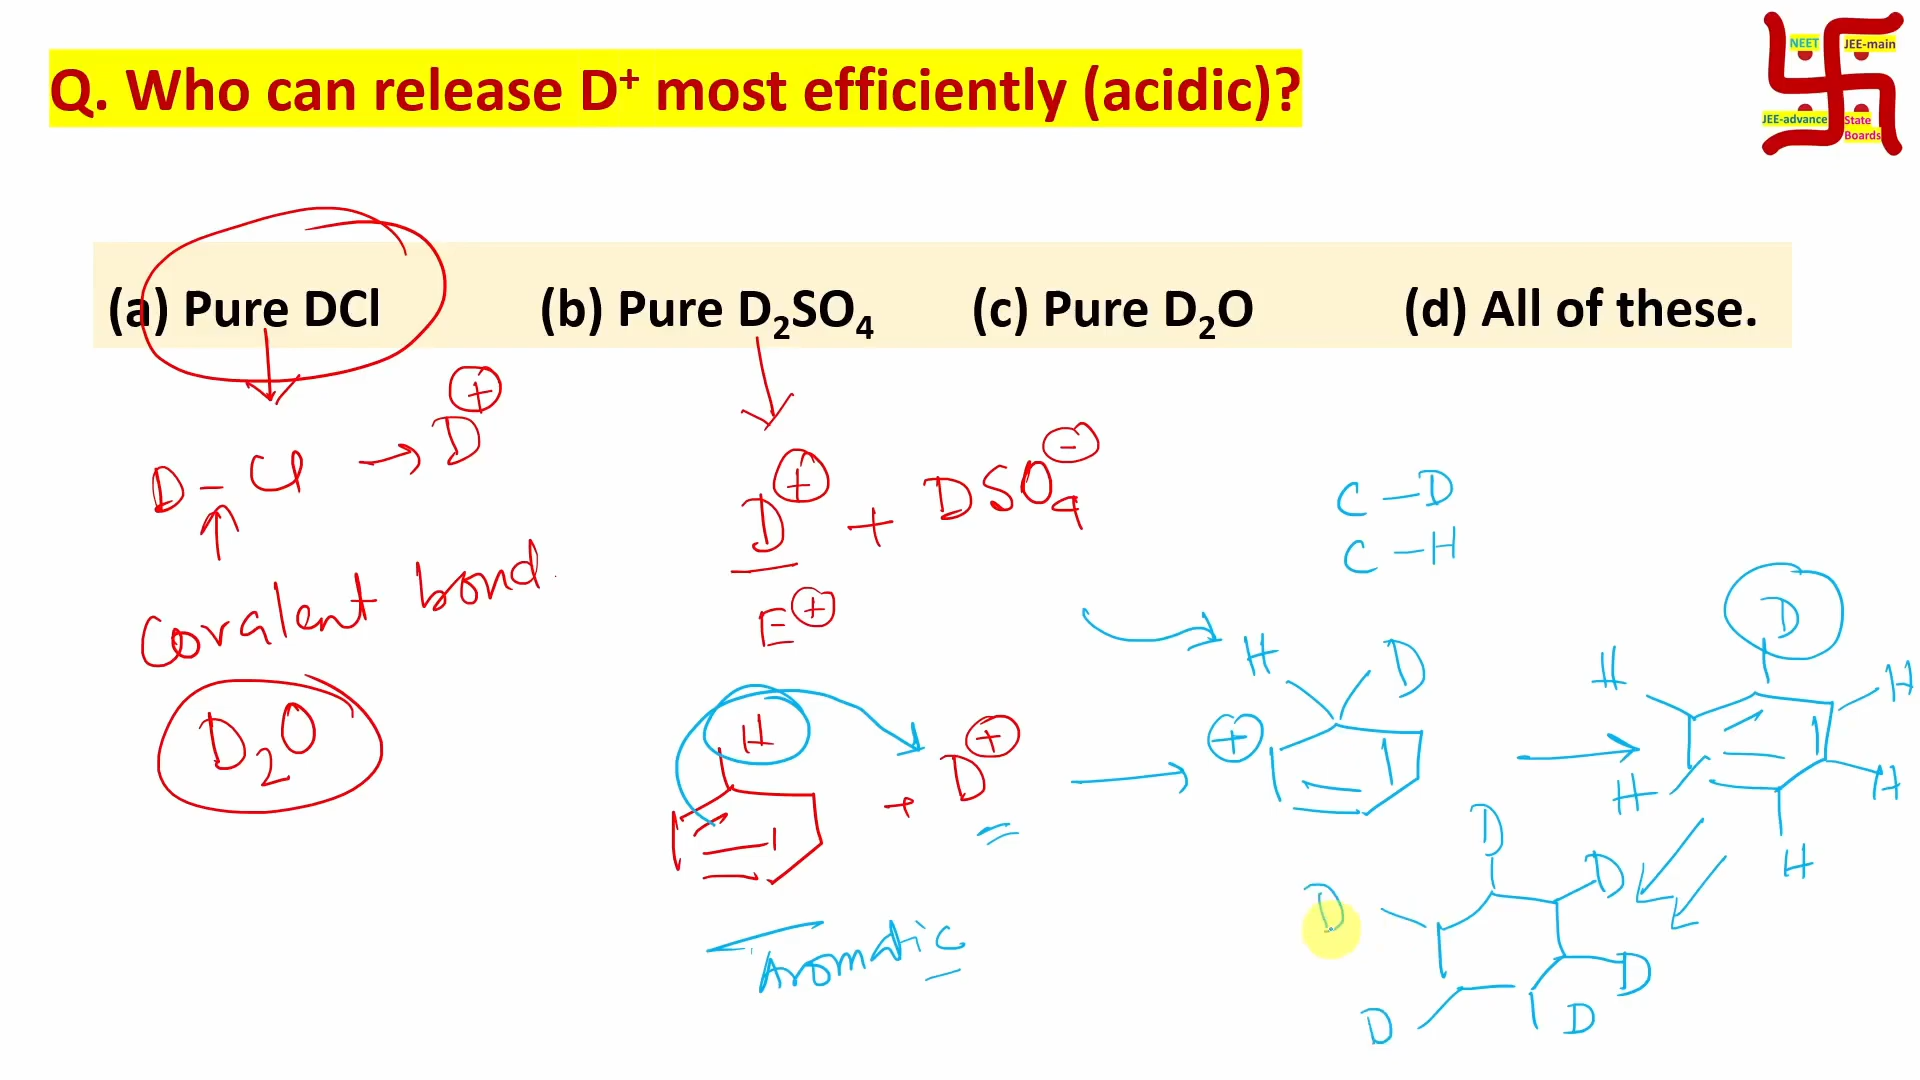 Q. Who can release D⁺ most efficiently (acidic)?
NEET JEE-main
JEE-advance State Boards
(a) Pure DCl (b) Pure D₂SO₄ (c) Pure D₂O (d) All of these.
D – Cl → D⊕
D⊕ + DSO₄⊖
C – D
C – H
covalent bond.
E⊕
D₂O
H
+ D⊕ →
H D
⊕
→
D
H H
H H
H
Aromatic
D
D D
D
D D